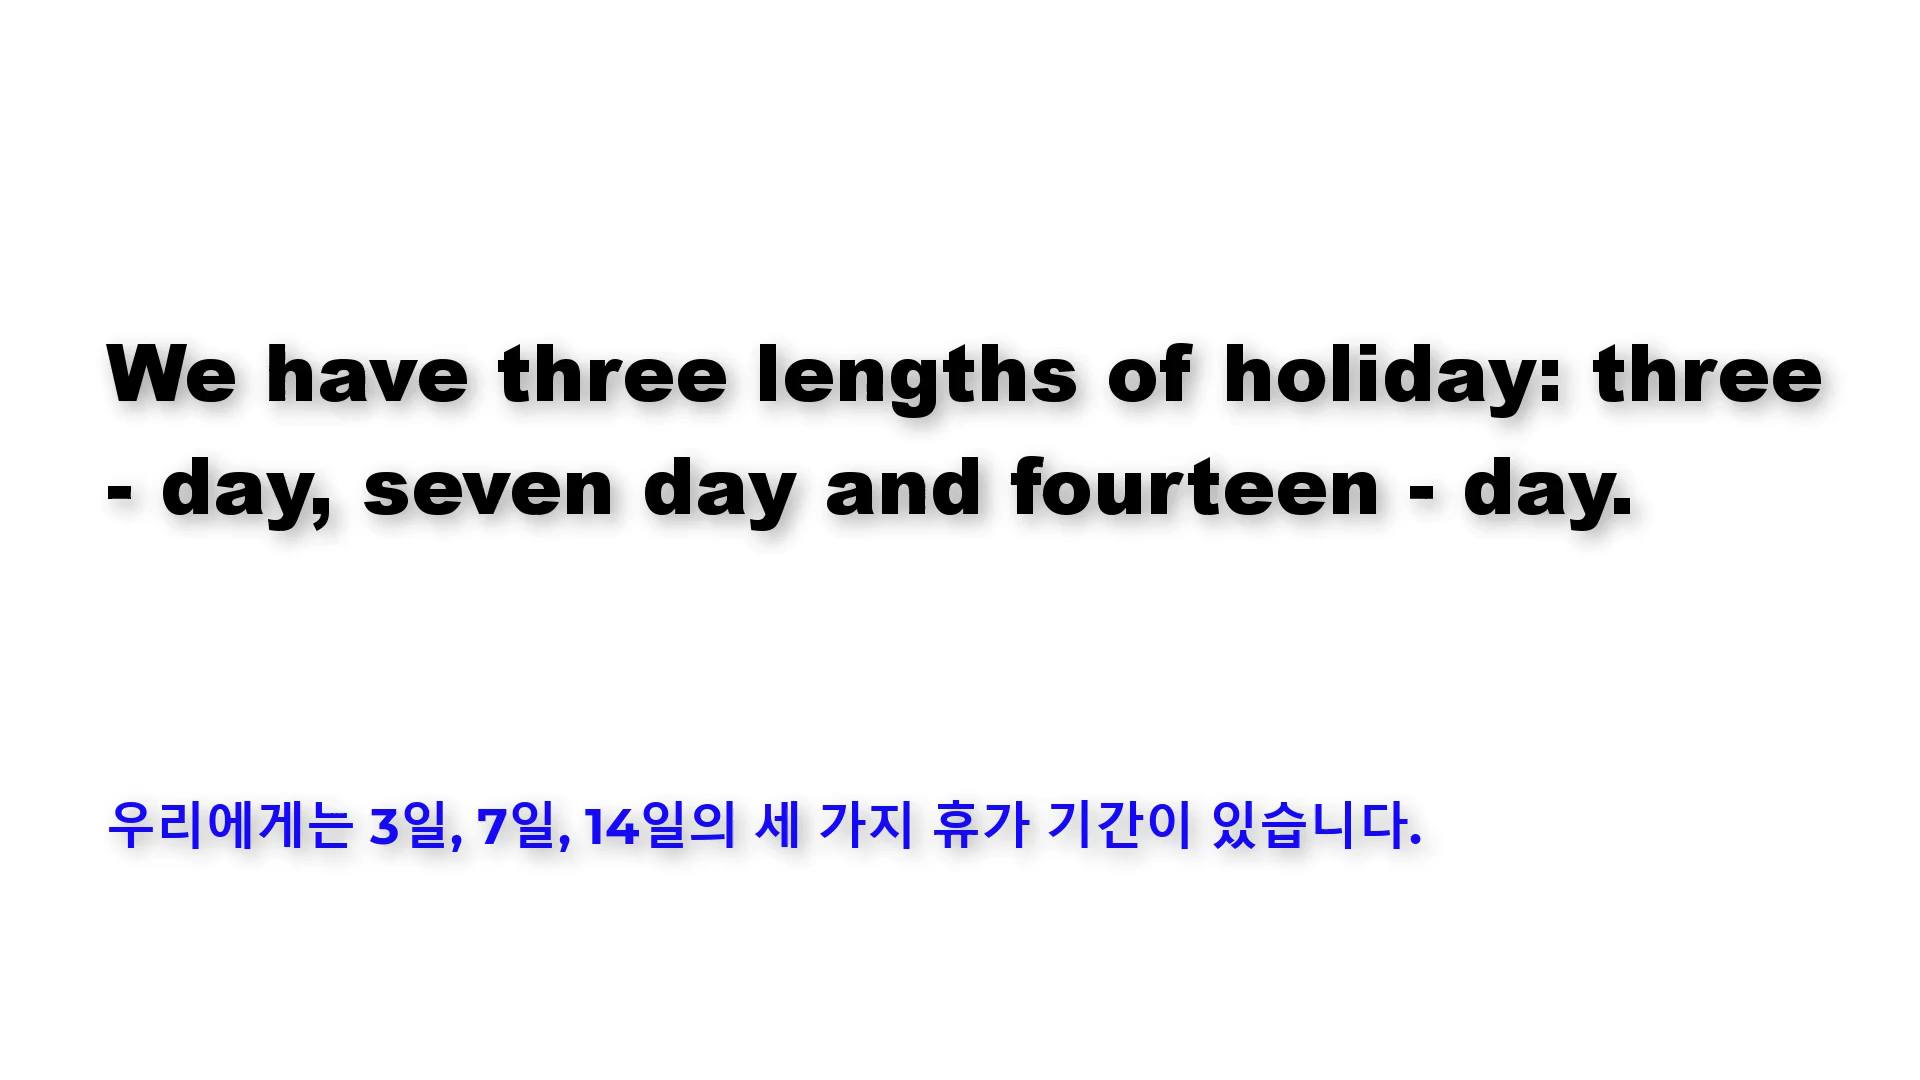 We have three lengths of holiday: three
- day, seven day and fourteen - day.
우리에게는 3일, 7일, 14일의 세 가지 휴가 기간이 있습니다.